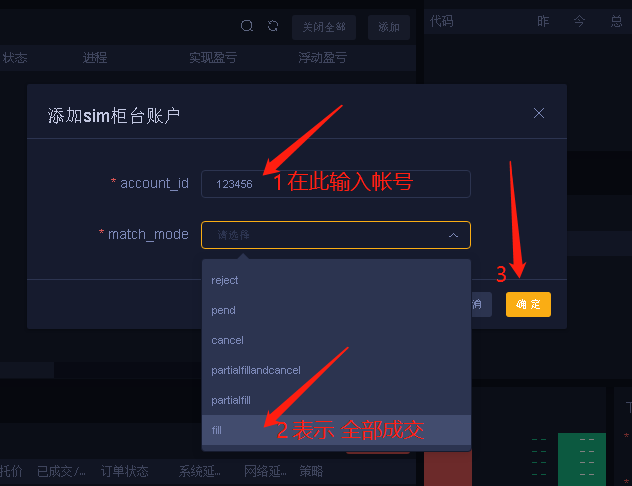 代码 昨 今 总
关闭全部 添加
状态 进程 实现盈亏 浮动盈亏
添加sim柜台账户
* account_id 123456 1 在此输入帐号
* match_mode 请选择
reject
3
pend
消 确定
cancel
partialfillandcancel
partialfill
fill 2 表示 全部成交
-- --
-- --
-- --
-- --
托价 已成交/... 订单状态 系统延... 网络延... 策略